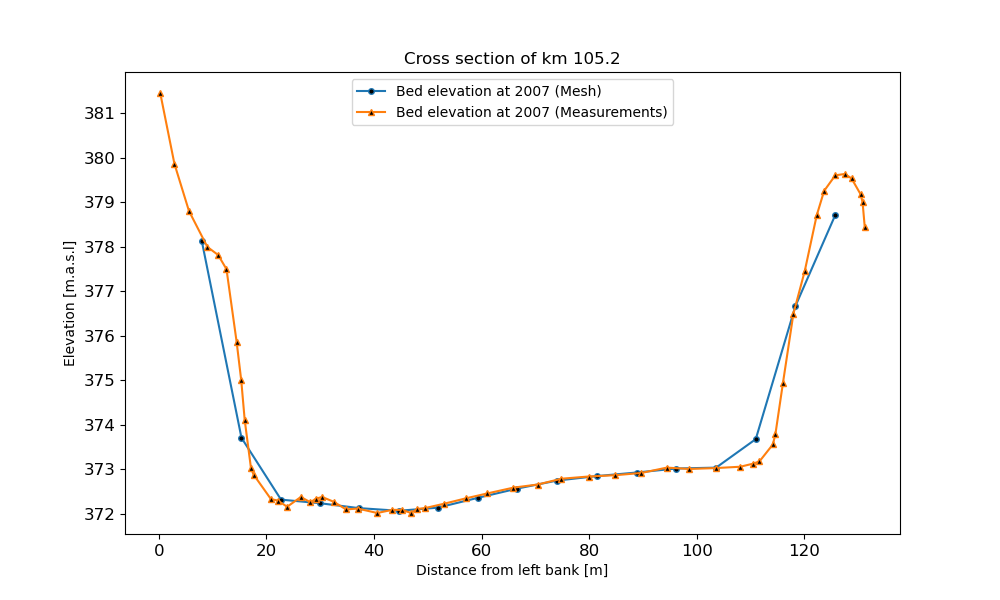 Cross section of km 105.2
Bed elevation at 2007 (Mesh)
Bed elevation at 2007 (Measurements)
Elevation [m.a.s.l]
381
380
379
378
377
376
375
374
373
372
0 20 40 60 80 100 120
Distance from left bank [m]